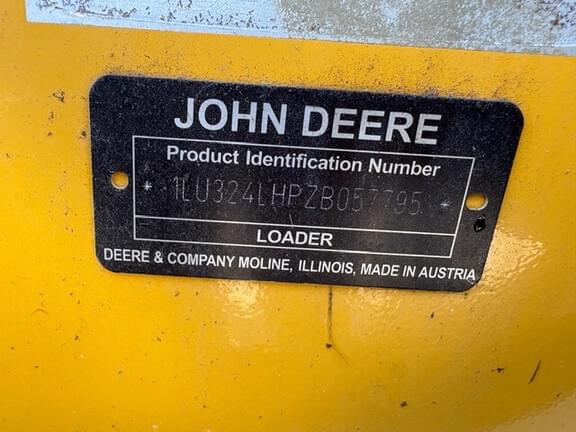 JOHN DEERE
Product Identification Number
* 1LU324LHPZB057795 *
LOADER
DEERE & COMPANY MOLINE, ILLINOIS, MADE IN AUSTRIA